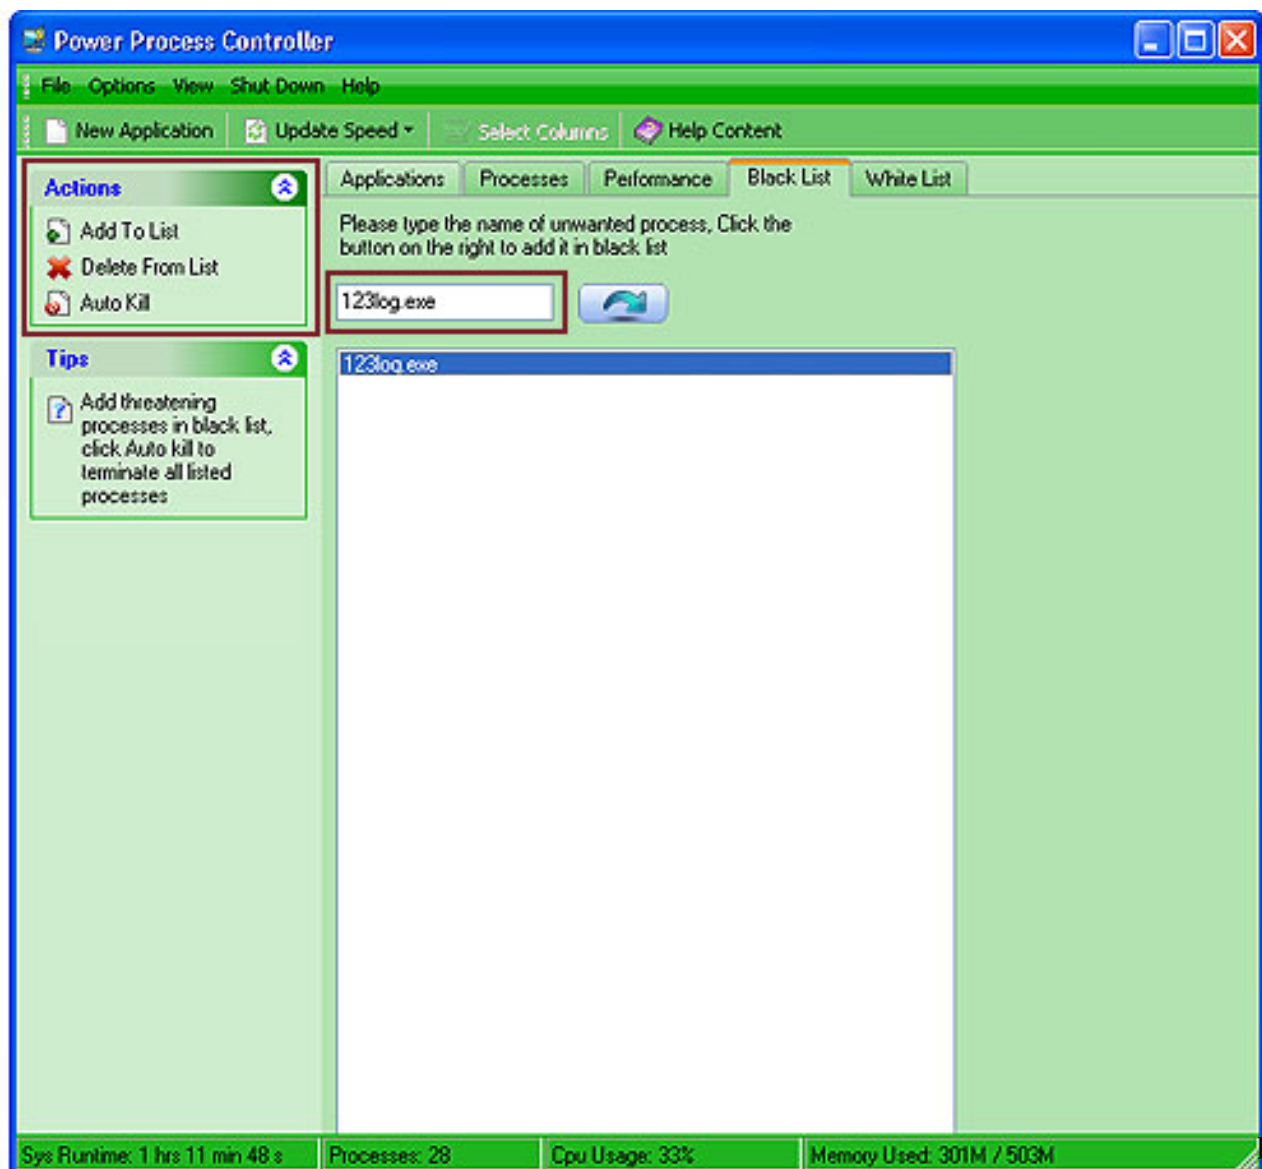 Power Process Controller
File Options View Shut Down Help
New Application Update Speed Select Columns Help Content
Actions
Add To List
Delete From List
Auto Kill
Tips
Add threatening
processes in black list,
click Auto kill to
terminate all listed
processes
Applications Processes Performance Black List White List
Please type the name of unwanted process, Click the
button on the right to add it in black list
123log.exe
123log.exe
Sys Runtime: 1 hrs 11 min 48 s Processes: 28 Cpu Usage: 33% Memory Used: 301M / 503M